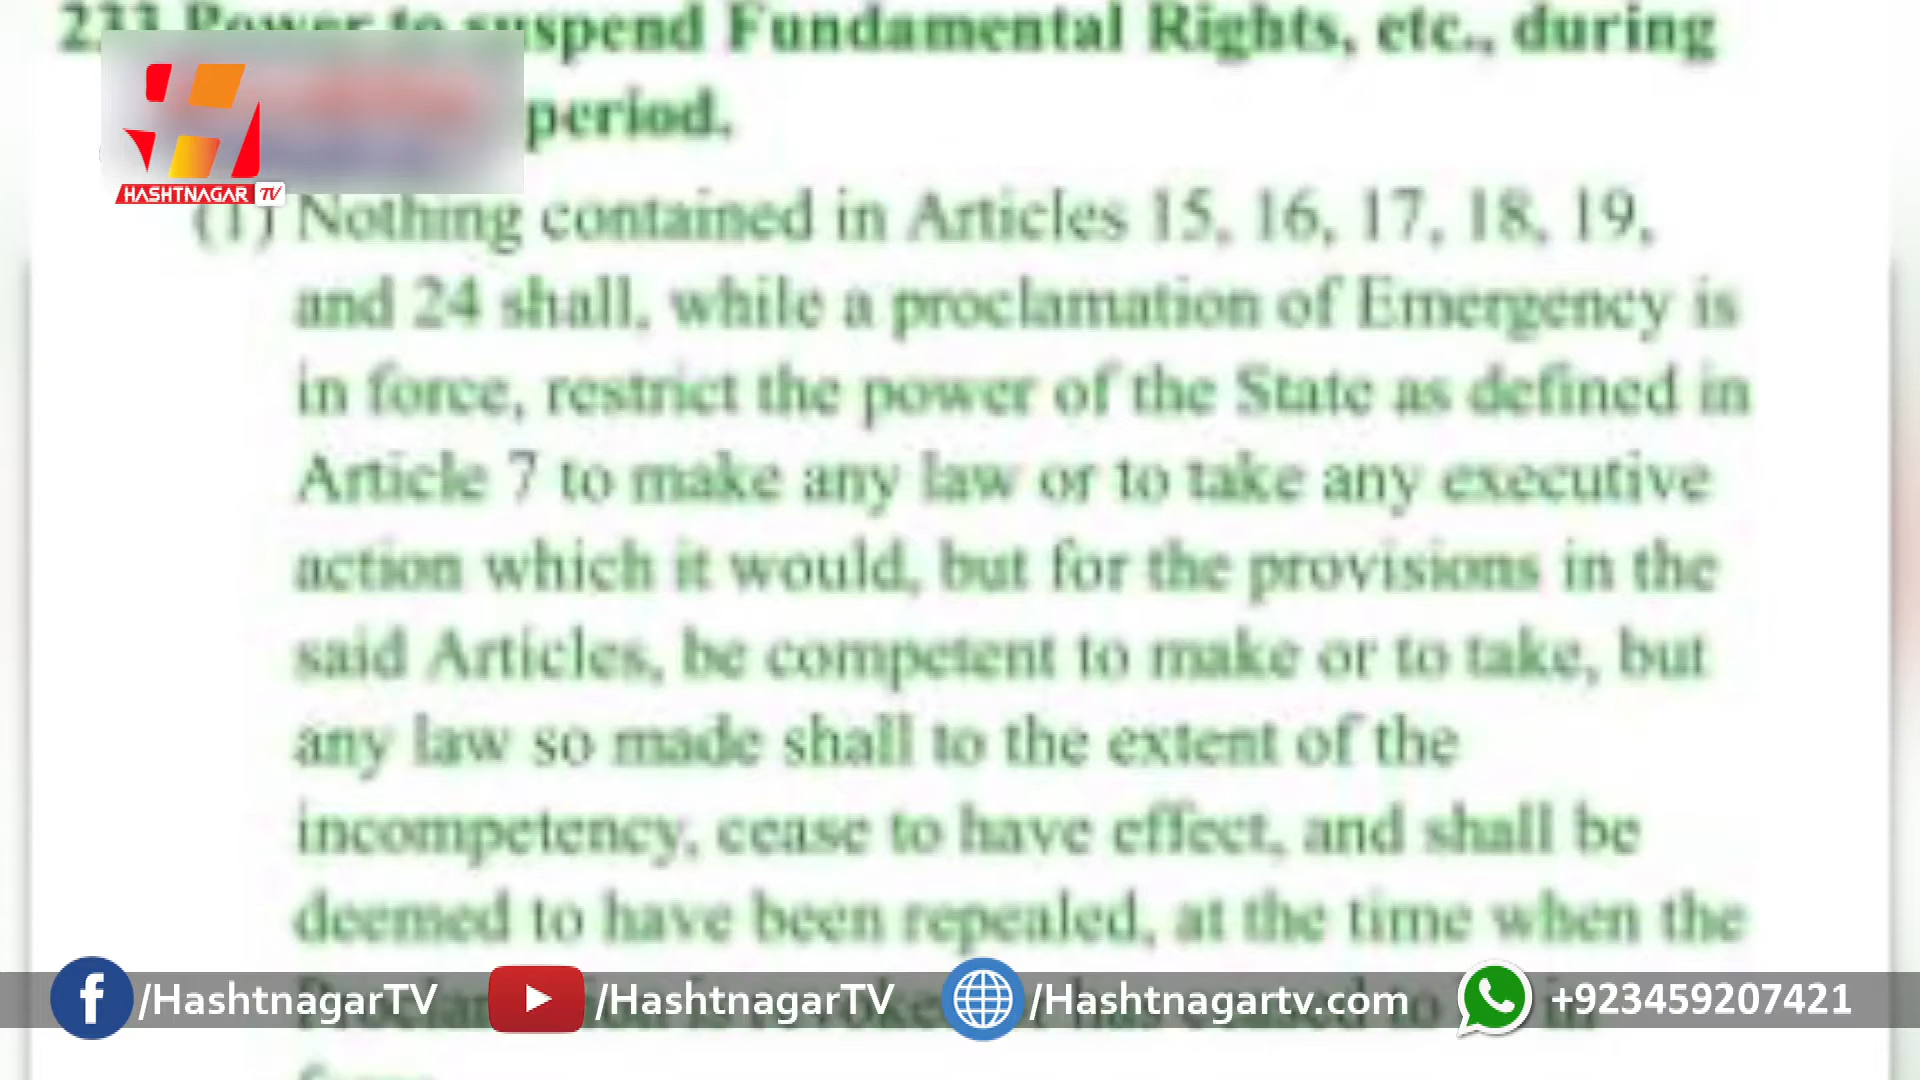 233 Power to suspend Fundamental Rights, etc., during
period.
HASHTNAGAR TV
(1) Nothing contained in Articles 15, 16, 17, 18, 19,
and 24 shall, while a proclamation of Emergency is
in force, restrict the power of the State as defined in
Article 7 to make any law or to take any executive
action which it would, but for the provisions in the
said Articles, be competent to make or to take, but
any law so made shall to the extent of the
incompetency, cease to have effect, and shall be
deemed to have been repealed, at the time when the
/HashtnagarTV /HashtnagarTV /Hashtnagartv.com +923459207421